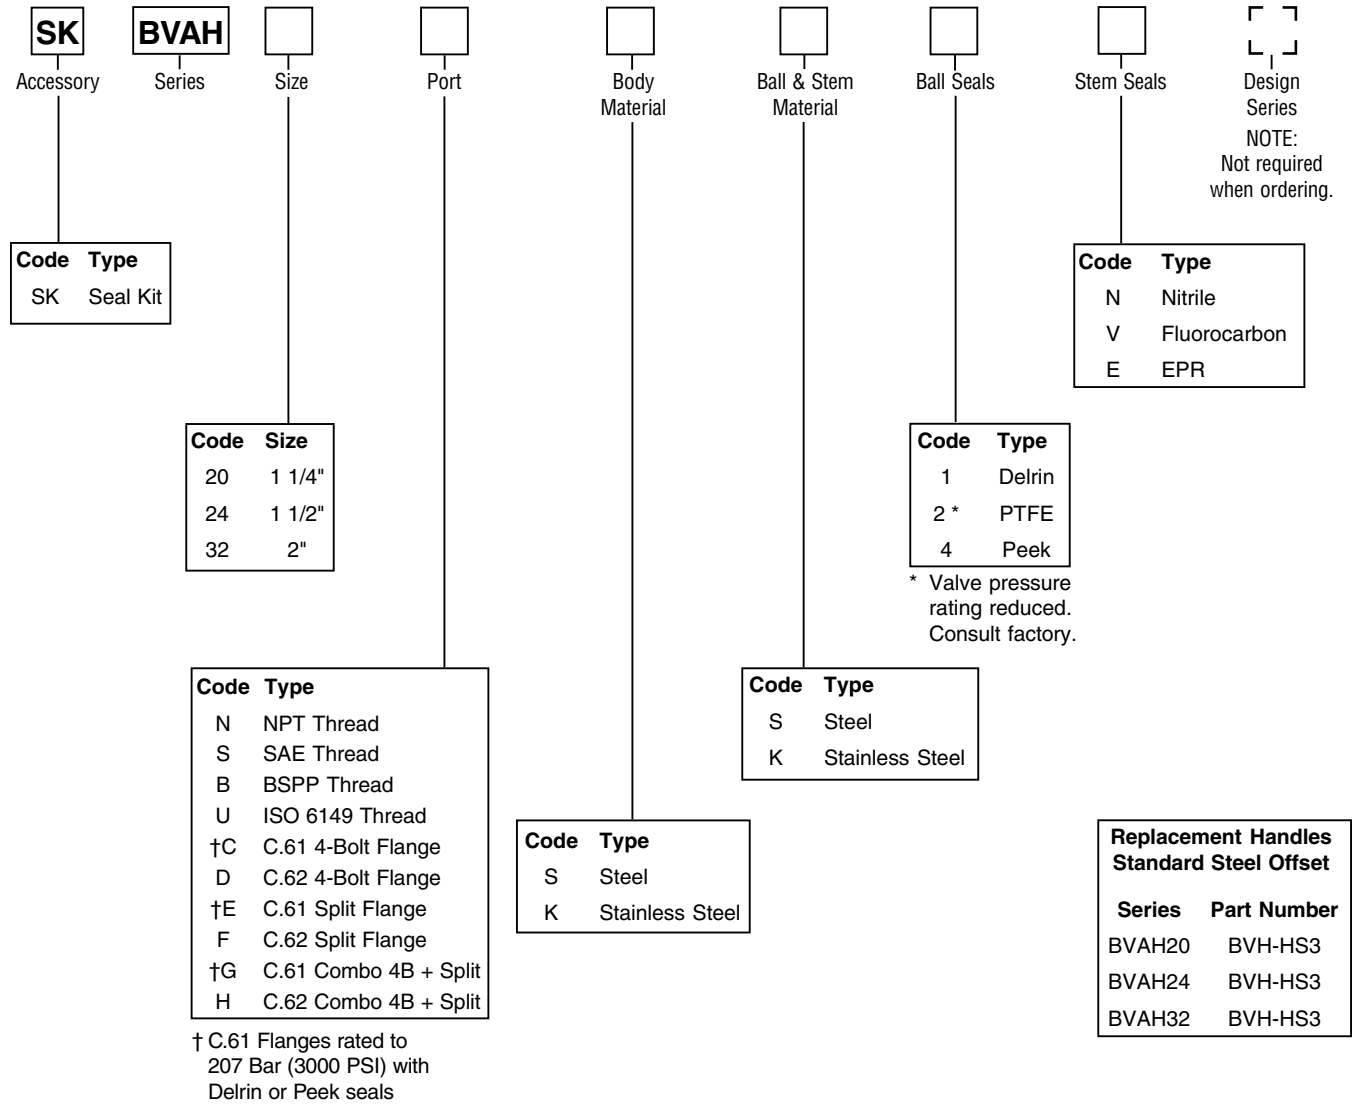 SK BVAH
Accessory Series Size Port Body Material Ball & Stem Material Ball Seals Stem Seals Design Series
NOTE:
Not required
when ordering.
Code Type
SK Seal Kit
Code Type
N Nitrile
V Fluorocarbon
E EPR
Code Size
20 1 1/4"
24 1 1/2"
32 2"
Code Type
1 Delrin
2 * PTFE
4 Peek
* Valve pressure
rating reduced.
Consult factory.
Code Type
N NPT Thread
S SAE Thread
B BSPP Thread
U ISO 6149 Thread
†C C.61 4-Bolt Flange
D C.62 4-Bolt Flange
†E C.61 Split Flange
F C.62 Split Flange
†G C.61 Combo 4B + Split
H C.62 Combo 4B + Split
† C.61 Flanges rated to
207 Bar (3000 PSI) with
Delrin or Peek seals
Code Type
S Steel
K Stainless Steel
Code Type
S Steel
K Stainless Steel
Replacement Handles
Standard Steel Offset
Series Part Number
BVAH20 BVH-HS3
BVAH24 BVH-HS3
BVAH32 BVH-HS3